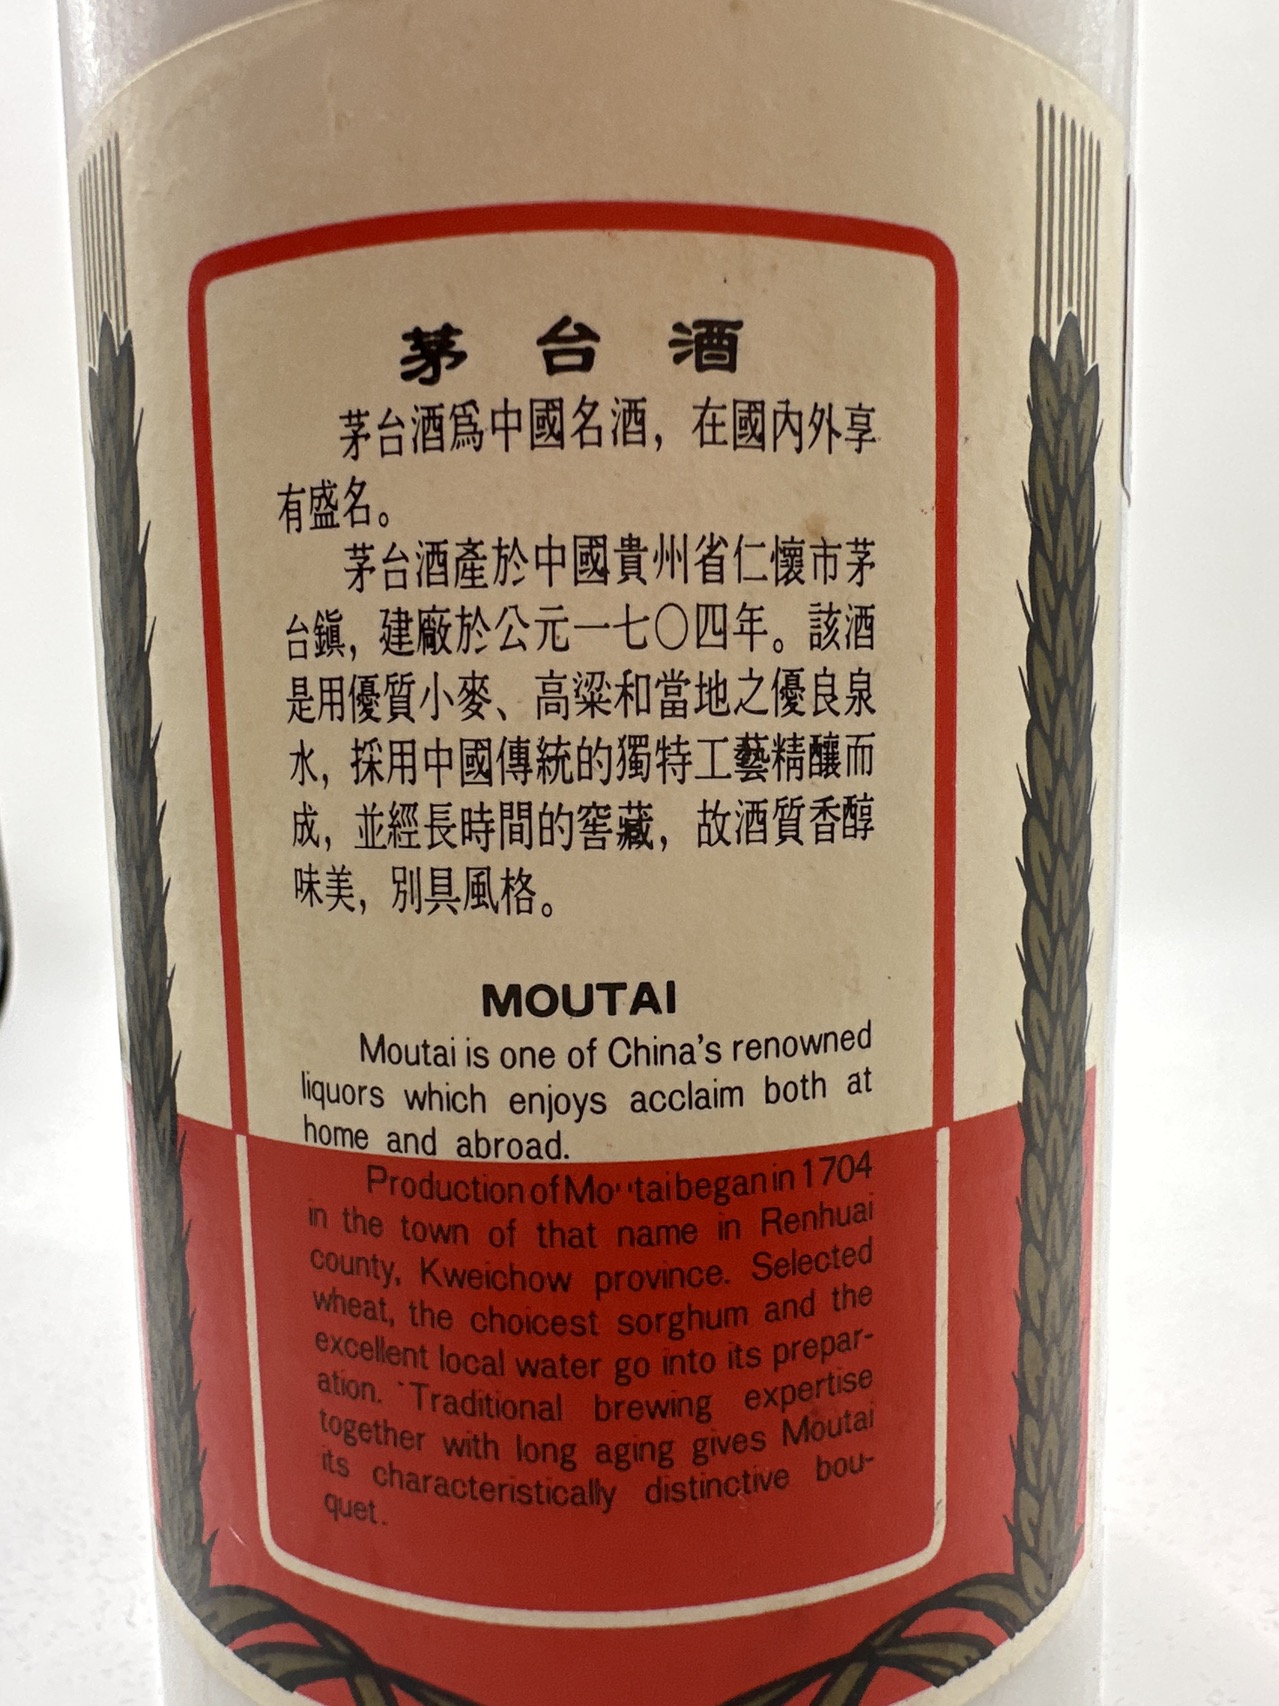 茅台酒
茅台酒爲中國名酒，在國內外享
有盛名。
茅台酒產於中國貴州省仁懷市茅
台鎭，建廠於公元一七〇四年。該酒
是用優質小麥、高粱和當地之優良泉
水，採用中國傳統的獨特工藝精釀而
成，並經長時間的窖藏，故酒質香醇
味美，別具風格。
MOUTAI
Moutai is one of China's renowned
liquors which enjoys acclaim both at
home and abroad.
Production of Moutai began in 1704
in the town of that name in Renhuai
county, Kweichow province. Selected
wheat, the choicest sorghum and the
excellent local water go into its prepar-
ation. Traditional brewing expertise
together with long aging gives Moutai
its characteristically distinctive bou-
quet.